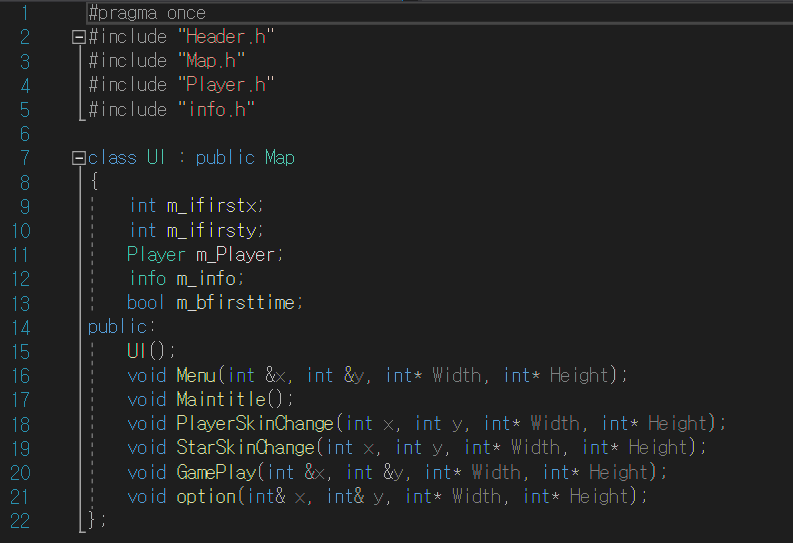 1 #pragma once
2 #include "Header.h"
3 #include "Map.h"
4 #include "Player.h"
5 #include "info.h"
6
7 class UI : public Map
8 {
9 int m_ifirstx;
10 int m_ifirsty;
11 Player m_Player;
12 info m_info;
13 bool m_bfirsttime;
14 public:
15 UI();
16 void Menu(int &x, int &y, int* Width, int* Height);
17 void Maintitle();
18 void PlayerSkinChange(int x, int y, int* Width, int* Height);
19 void StarSkinChange(int x, int y, int* Width, int* Height);
20 void GamePlay(int &x, int &y, int* Width, int* Height);
21 void option(int& x, int& y, int* Width, int* Height);
22 };